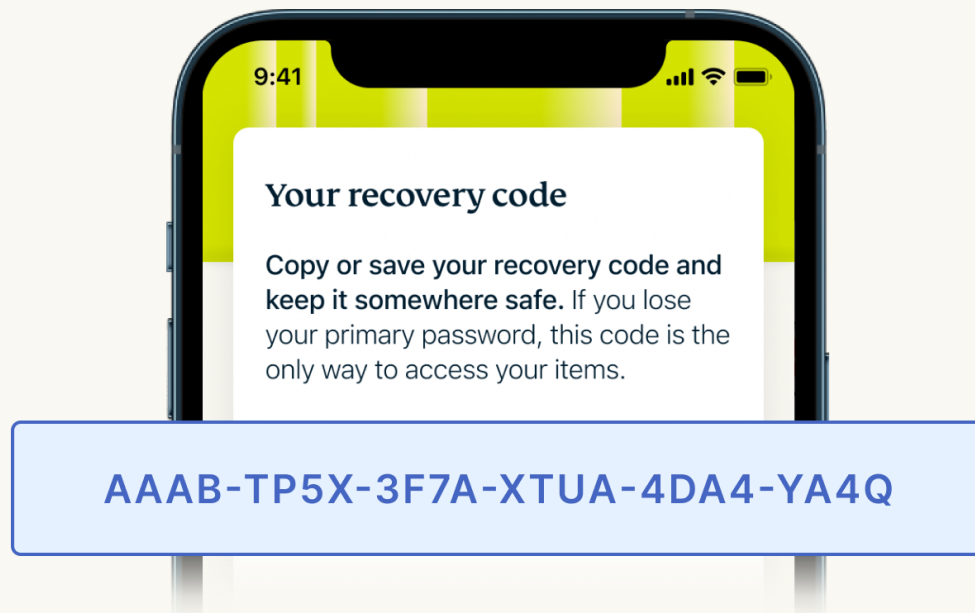 9:41
Your recovery code
Copy or save your recovery code and
keep it somewhere safe. If you lose
your primary password, this code is the
only way to access your items.
AAAB-TP5X-3F7A-XTUA-4DA4-YA4Q